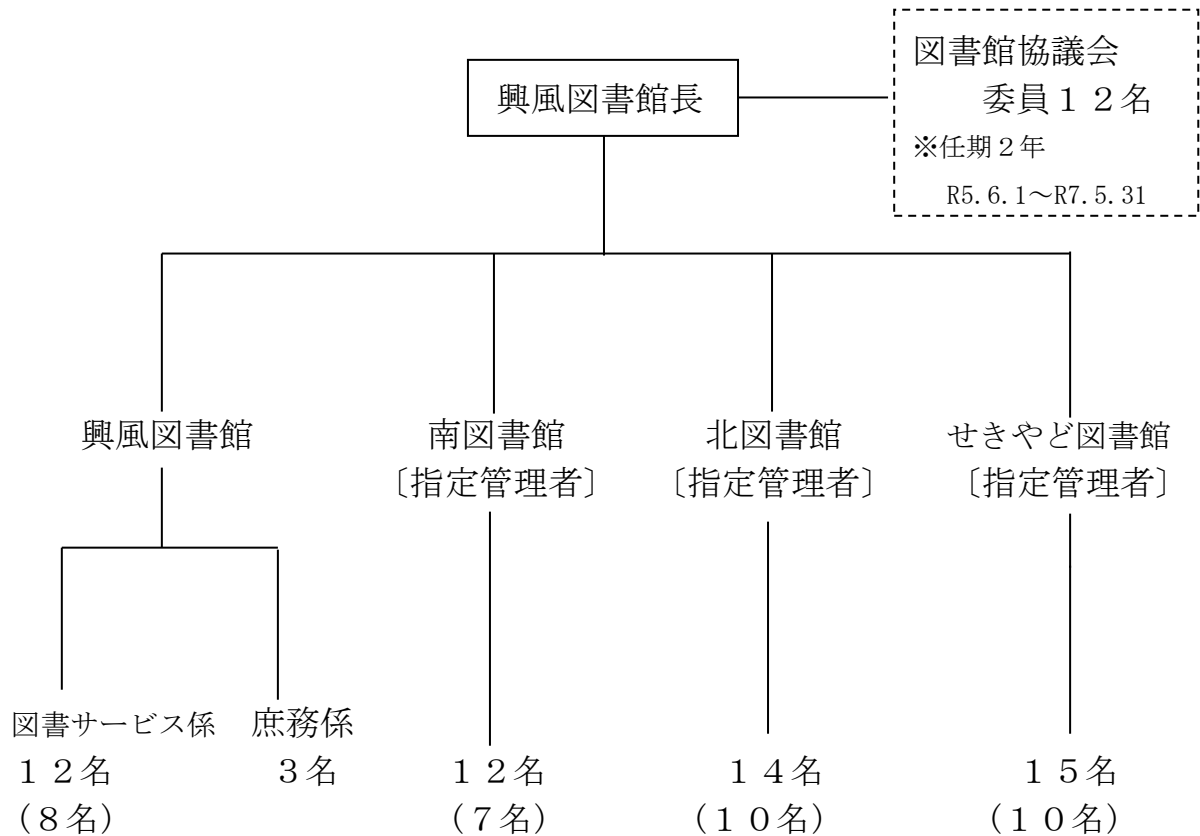 図書館協議会
委員１２名
※任期２年
R5.6.1～R7.5.31
興風図書館長
興風図書館
南図書館
〔指定管理者〕
北図書館
〔指定管理者〕
せきやど図書館
〔指定管理者〕
図書サービス係
１２名
（８名）
庶務係
３名
１２名
（７名）
１４名
（１０名）
１５名
（１０名）